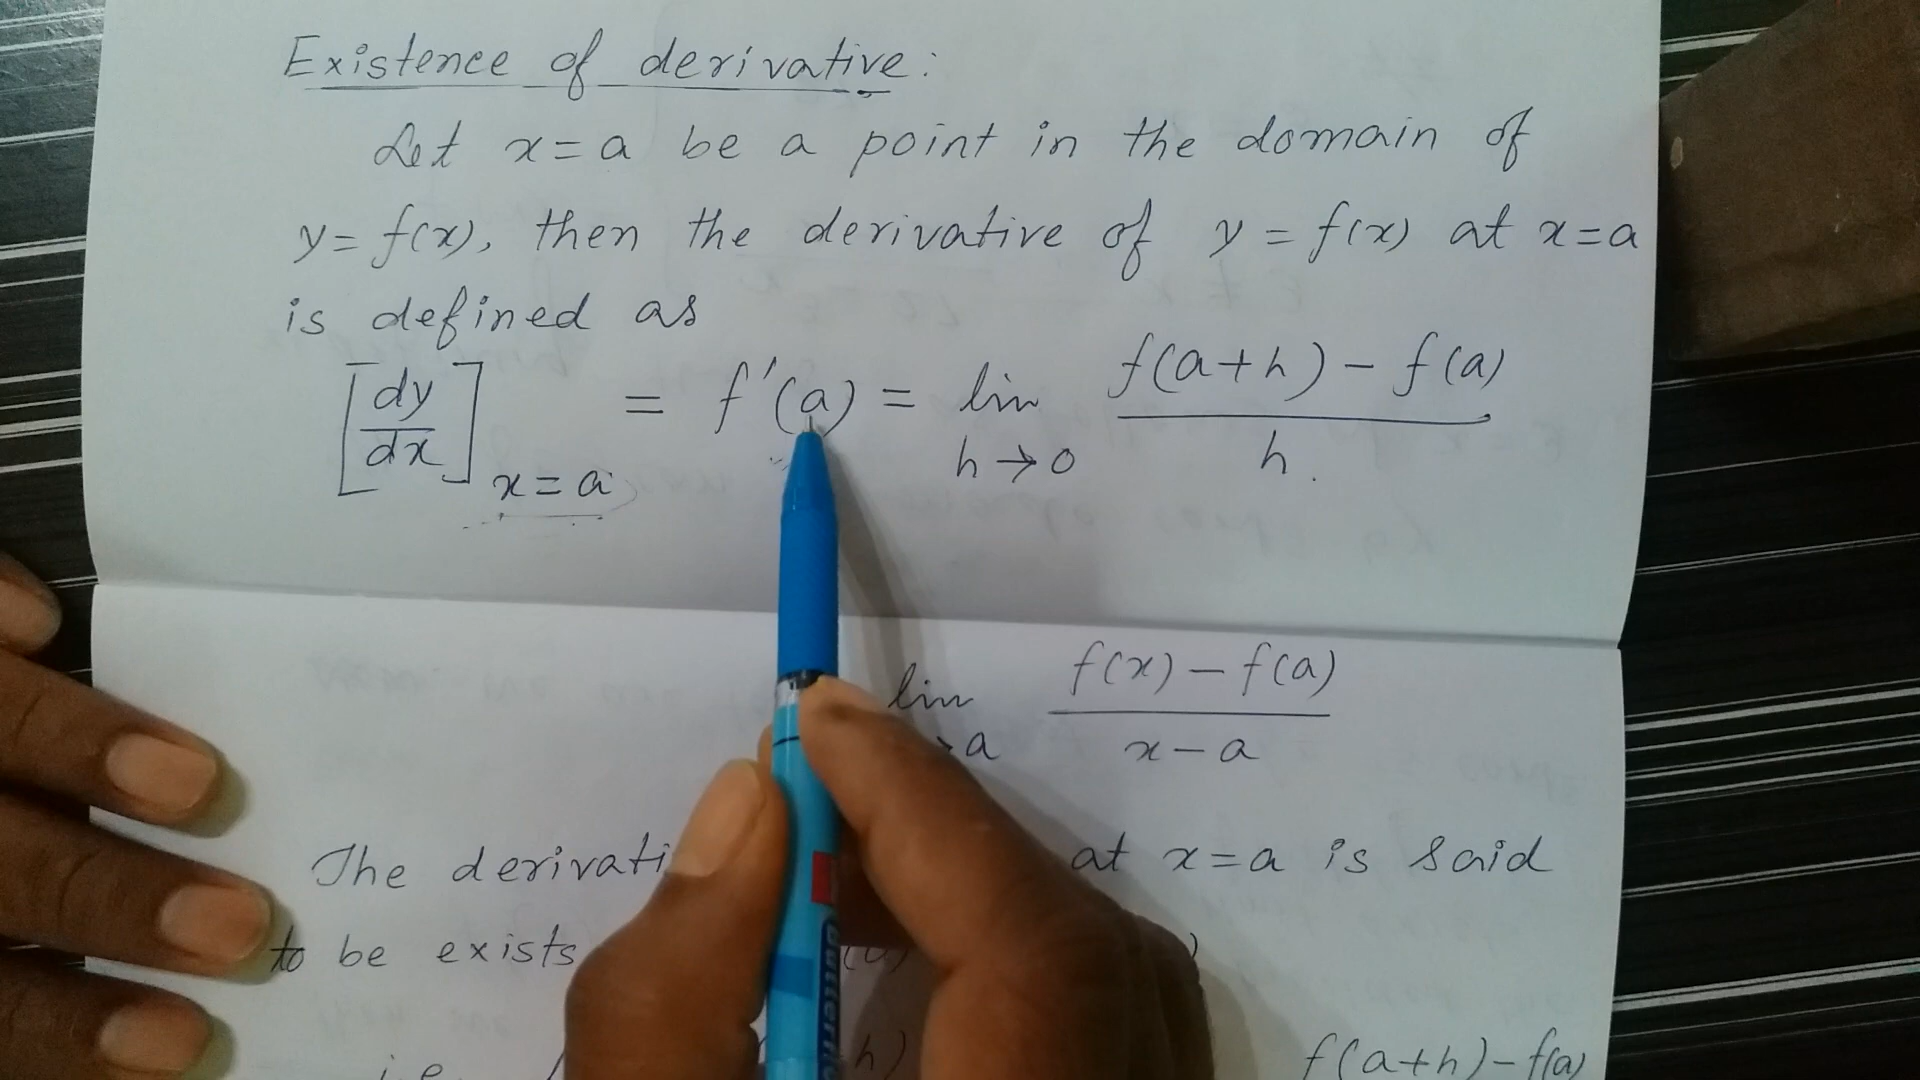 Existence of derivative:
Let x=a be a point in the domain of
y=f(x), then the derivative of y=f(x) at x=a
is defined as
[dy/dx] x=a = f'(a) = lim h→0 f(a+h)-f(a) / h.
lim →a f(x)-f(a) / x-a
The at x=a is said
to be exists (a) )
i.e. h) f(a+h)-f(a)